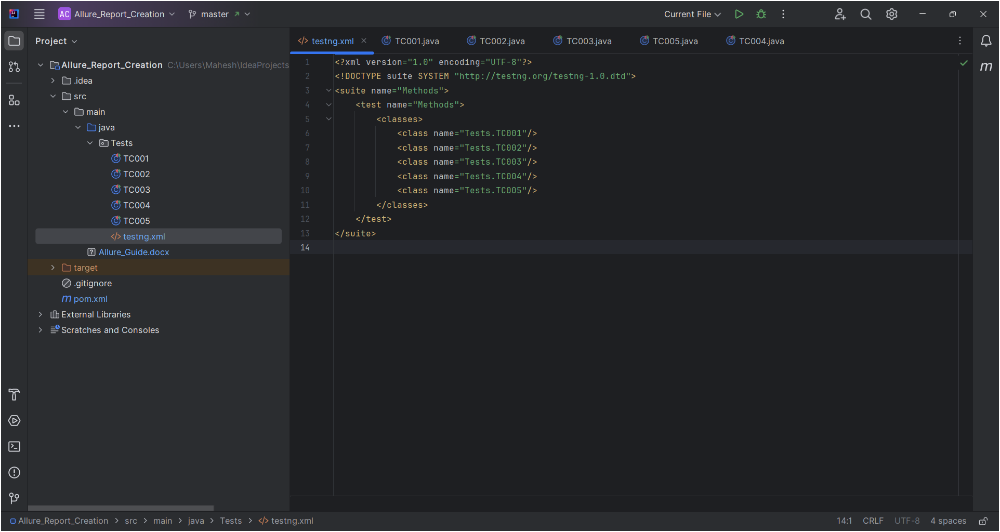 AC Allure_Report_Creation master Current File
Project
Allure_Report_Creation C:\Users\Mahesh\IdeaProjects
.idea
src
main
java
Tests
TC001
TC002
TC003
TC004
TC005
</> testng.xml
Allure_Guide.docx
target
.gitignore
m pom.xml
External Libraries
Scratches and Consoles
</> testng.xml TC001.java TC002.java TC003.java TC005.java TC004.java
m
1 <?xml version="1.0" encoding="UTF-8"?>
2 <!DOCTYPE suite SYSTEM "http://testng.org/testng-1.0.dtd">
3 <suite name="Methods">
4 <test name="Methods">
5 <classes>
6 <class name="Tests.TC001"/>
7 <class name="Tests.TC002"/>
8 <class name="Tests.TC003"/>
9 <class name="Tests.TC004"/>
10 <class name="Tests.TC005"/>
11 </classes>
12 </test>
13 </suite>
14
Allure_Report_Creation > src > main > java > Tests > </> testng.xml 14:1 CRLF UTF-8 4 spaces